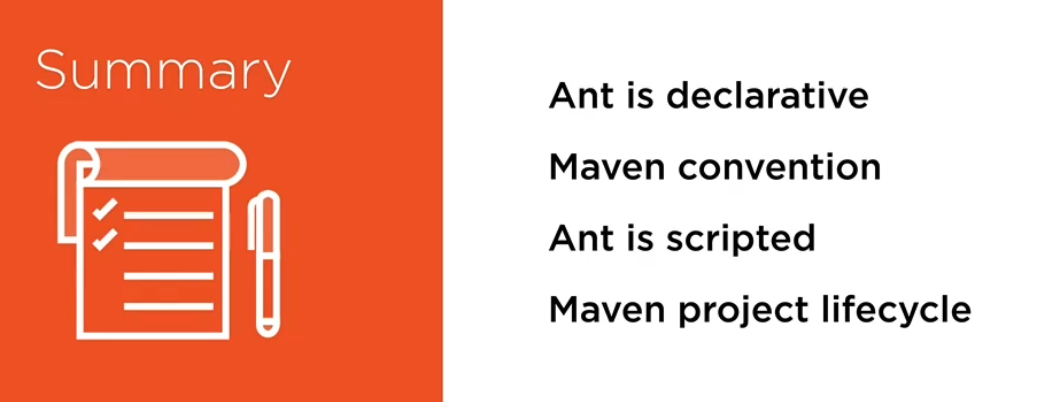 Summary
Ant is declarative
Maven convention
Ant is scripted
Maven project lifecycle